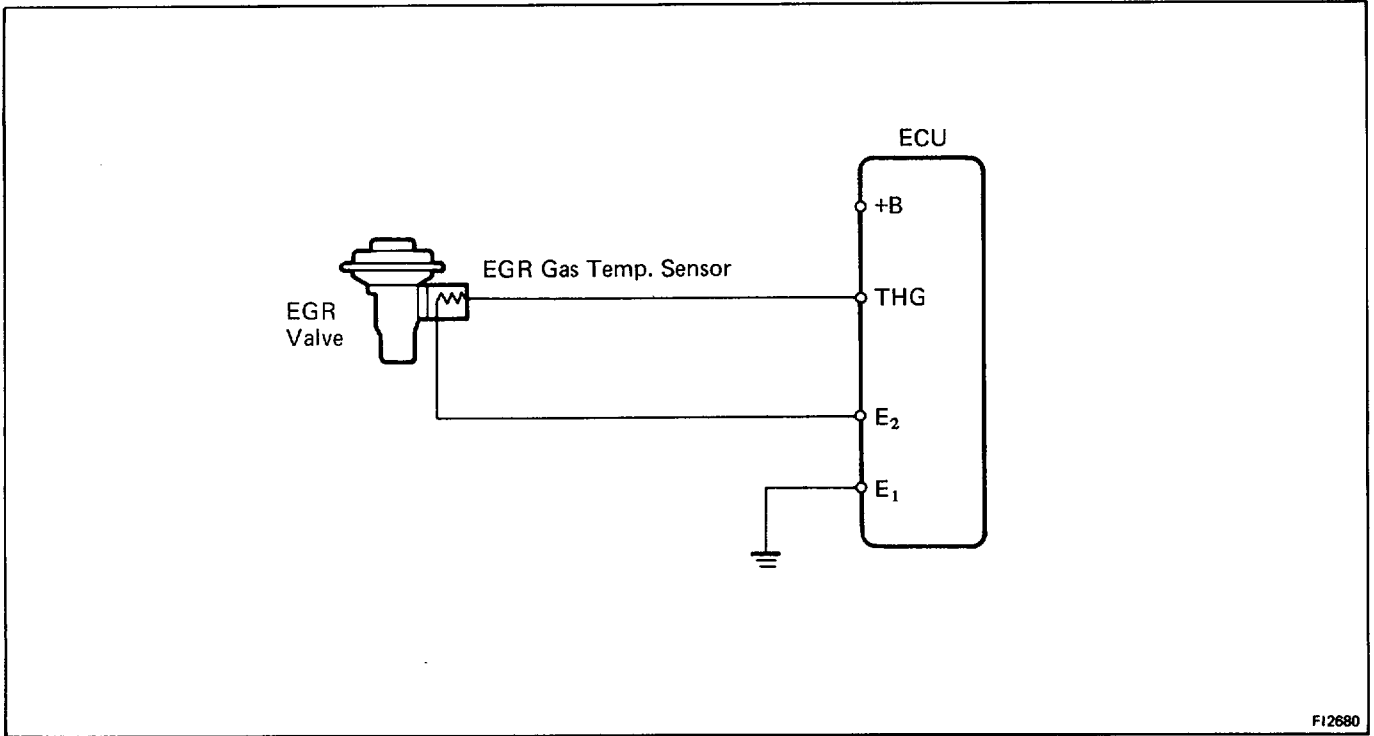 ECU
+B
EGR Gas Temp. Sensor
THG
EGR
Valve
E₂
E₁
FI2680